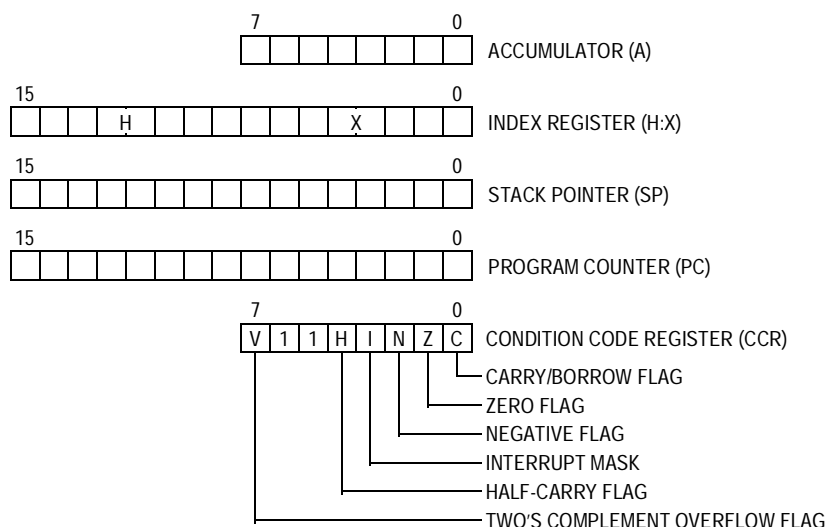 7 0
ACCUMULATOR (A)
15 0
H X INDEX REGISTER (H:X)
15 0
STACK POINTER (SP)
15 0
PROGRAM COUNTER (PC)
7 0
V 1 1 H I N Z C CONDITION CODE REGISTER (CCR)
CARRY/BORROW FLAG
ZERO FLAG
NEGATIVE FLAG
INTERRUPT MASK
HALF-CARRY FLAG
TWO'S COMPLEMENT OVERFLOW FLAG